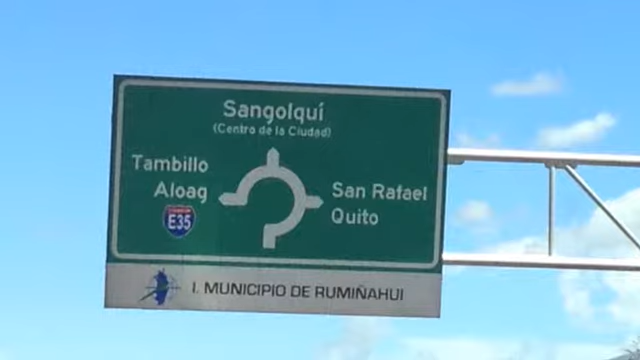 Sangolquí
(Centro de la Ciudad)
Tambillo
Aloag
E35
San Rafael
Quito
I. MUNICIPIO DE RUMIÑAHUI